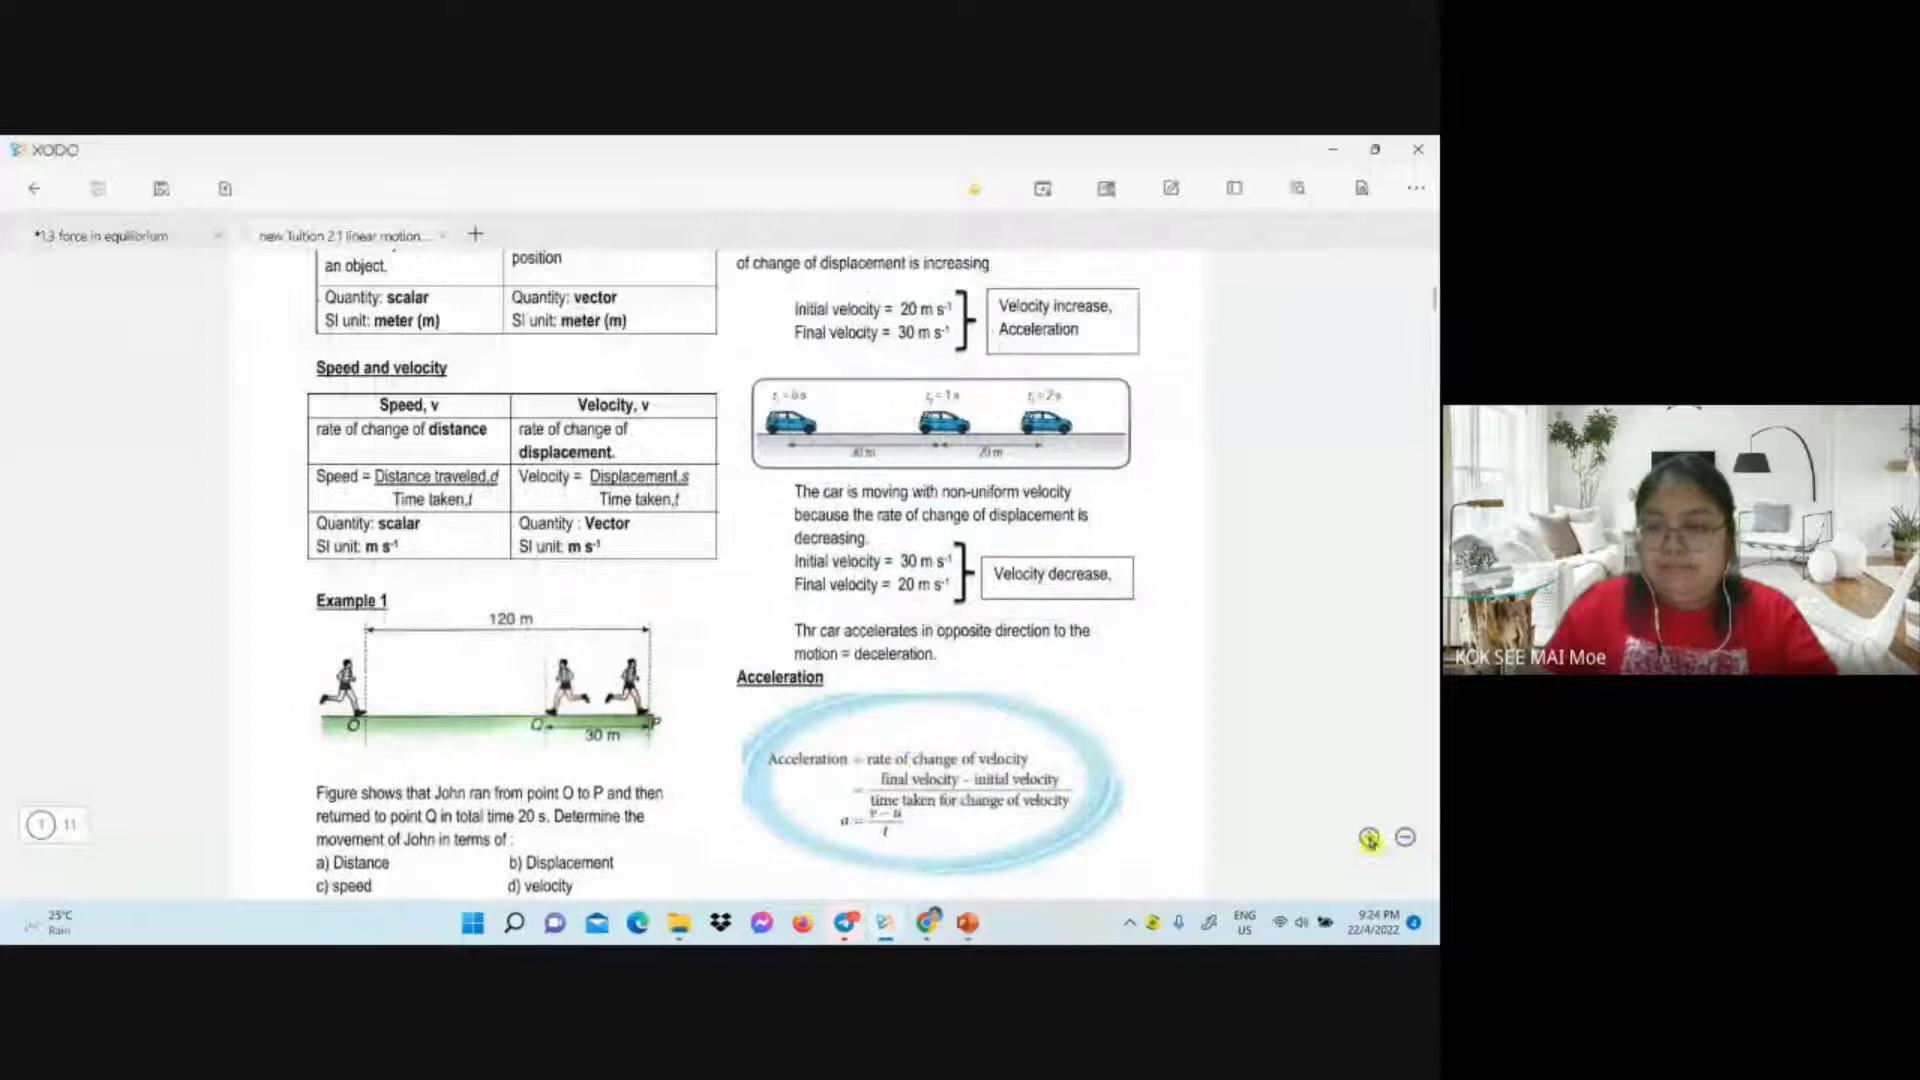 XODO
*1.3 force in equilibrium
new Tuition 2.1 linear motion...
an object.
position
Quantity: scalar
SI unit: meter (m)
Quantity: vector
SI unit: meter (m)
Speed and velocity
Speed, v
Velocity, v
rate of change of distance
rate of change of
displacement.
Speed = Distance traveled,d
Time taken,t
Velocity = Displacement,s
Time taken,t
Quantity: scalar
SI unit: m s-1
Quantity : Vector
SI unit: m s-1
Example 1
120 m
O
Q
P
30 m
Figure shows that John ran from point O to P and then
returned to point Q in total time 20 s. Determine the
movement of John in terms of :
a) Distance
b) Displacement
c) speed
d) velocity
of change of displacement is increasing
Initial velocity = 20 m s-1
Final velocity = 30 m s-1
Velocity increase,
Acceleration
30 m
20 m
The car is moving with non-uniform velocity
because the rate of change of displacement is
decreasing.
Initial velocity = 30 m s-1
Final velocity = 20 m s-1
Velocity decrease,
Thr car accelerates in opposite direction to the
motion = deceleration.
Acceleration
Acceleration = rate of change of velocity
= final velocity – initial velocity
time taken for change of velocity
a = v – u
t
1 11
KOK SEE MAI Moe
25°C
Rain
ENG
US
9:24 PM
22/4/2022